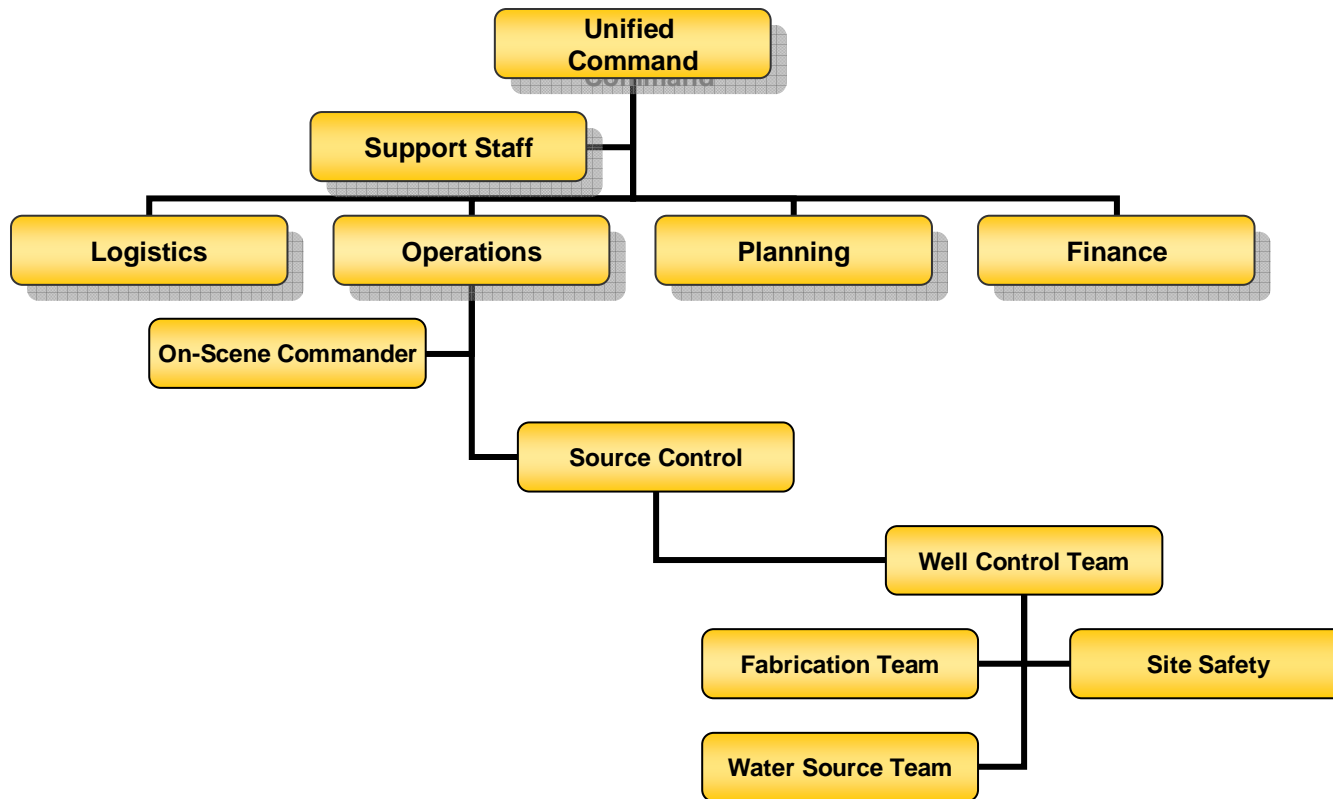 Unified
Command
Support Staff
Logistics
Operations
Planning
Finance
On-Scene Commander
Source Control
Well Control Team
Fabrication Team
Site Safety
Water Source Team